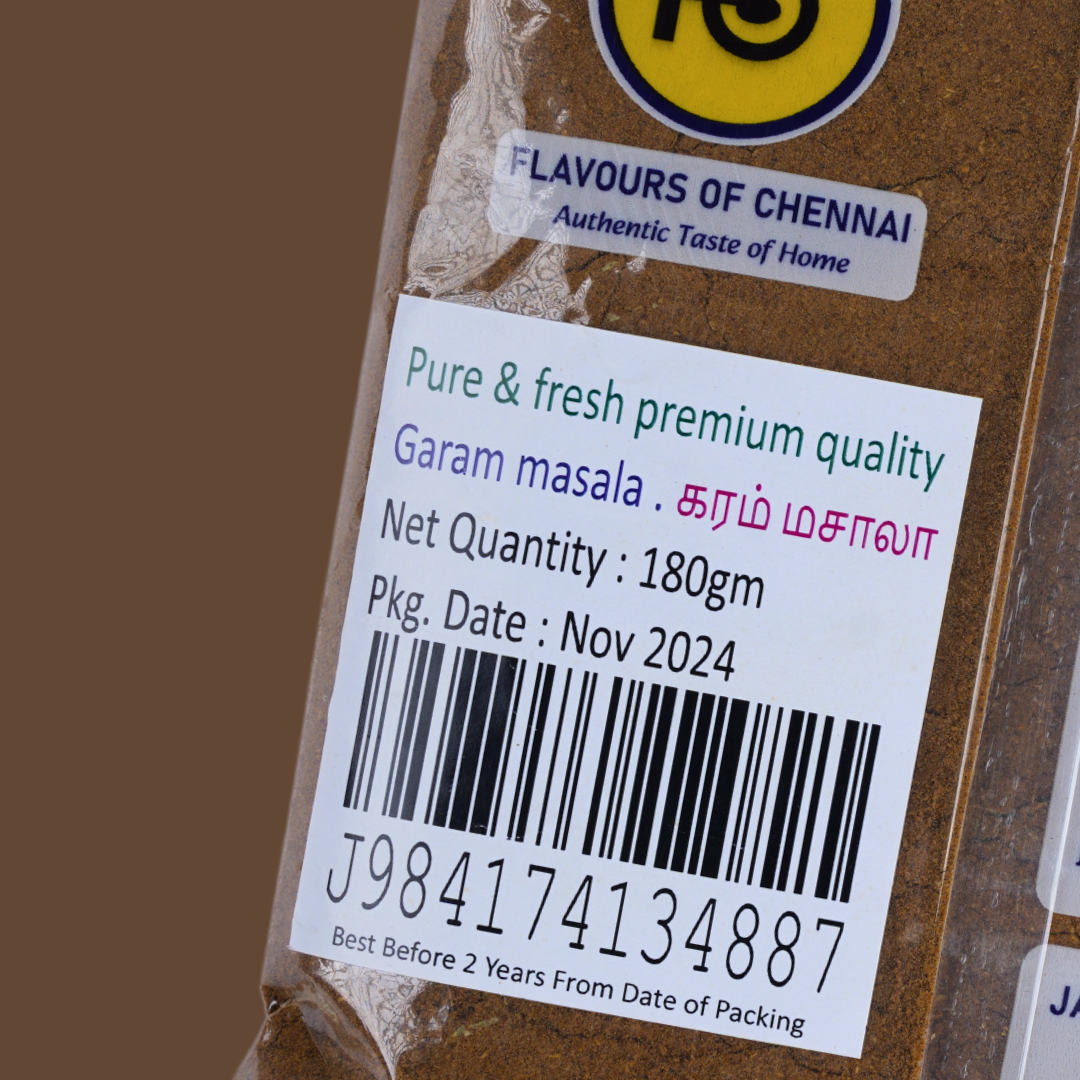 FLAVOURS OF CHENNAI
Authentic Taste of Home
Pure & fresh premium quality
Garam masala . கரம் மசாலா
Net Quantity : 180gm
Pkg. Date : Nov 2024
J984174134887
Best Before 2 Years From Date of Packing